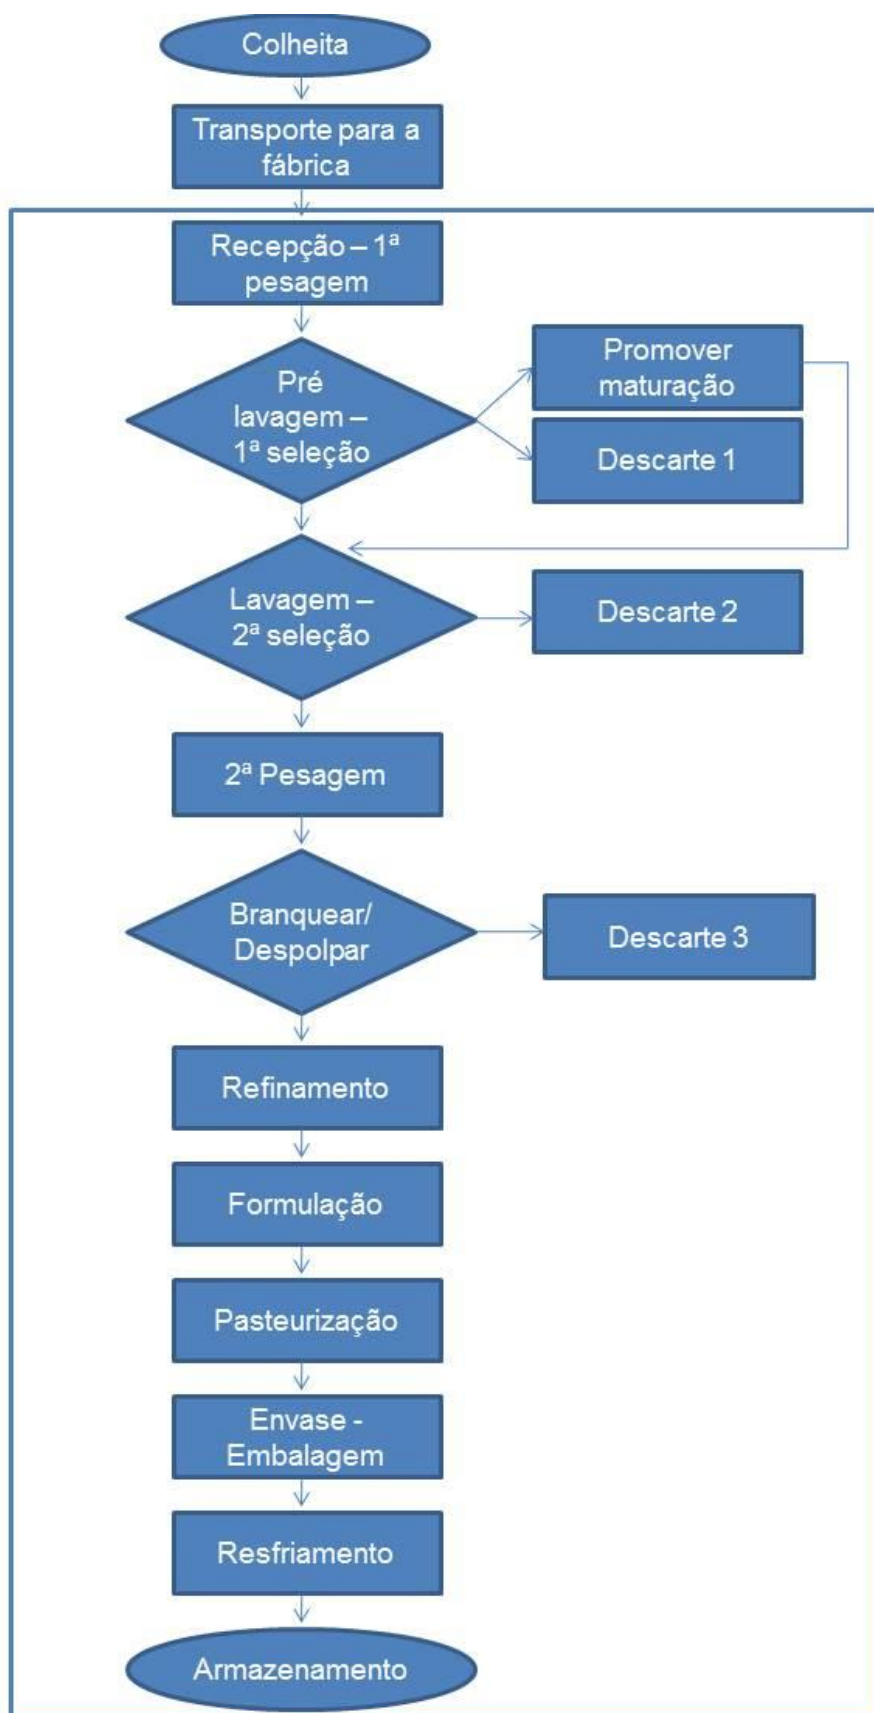 Colheita
Transporte para a
fábrica
Recepção – 1ª
pesagem
Pré
lavagem –
1ª seleção
Promover
maturação
Descarte 1
Lavagem –
2ª seleção
Descarte 2
2ª Pesagem
Branquear/
Despolpar
Descarte 3
Refinamento
Formulação
Pasteurização
Envase -
Embalagem
Resfriamento
Armazenamento